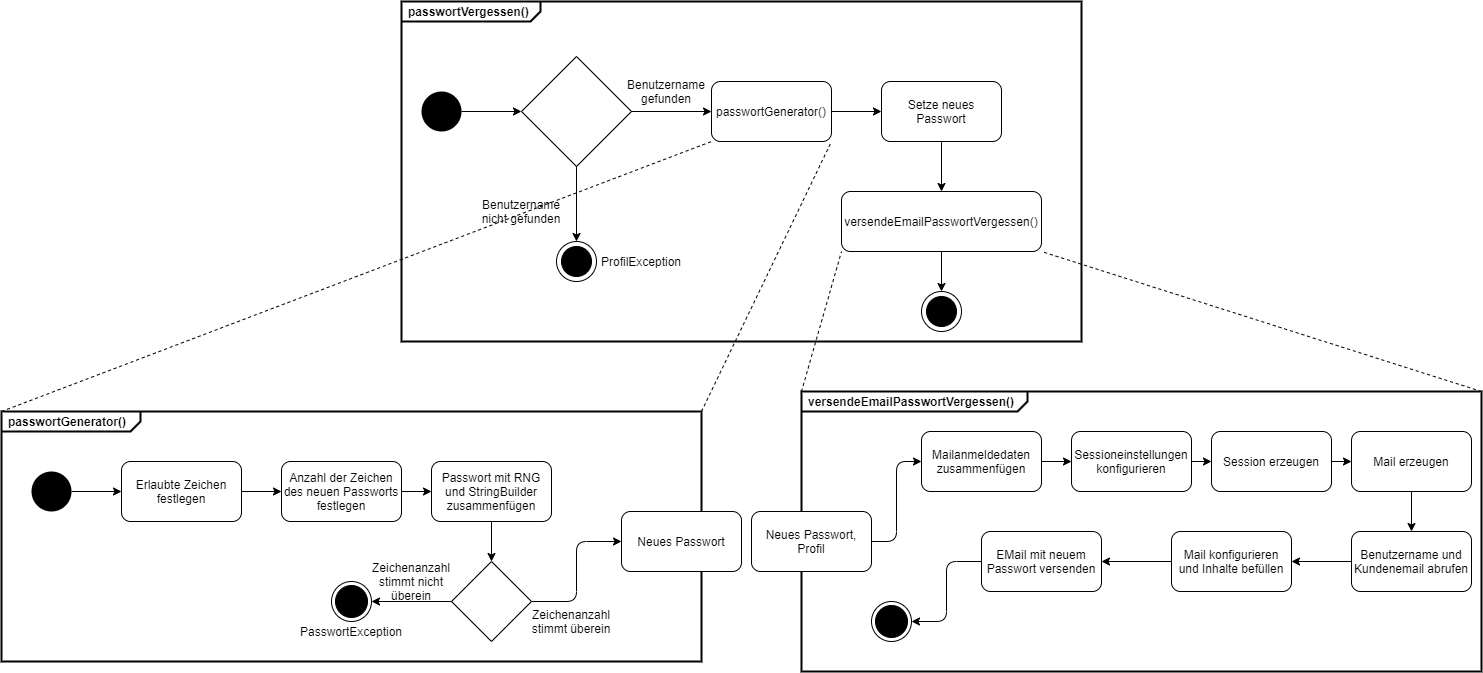 passwortVergessen()
Benutzername
gefunden
passwortGenerator()
Setze neues
Passwort
Benutzername
nicht gefunden
versendeEmailPasswortVergessen()
ProfilException
passwortGenerator()
Erlaubte Zeichen
festlegen
Anzahl der Zeichen
des neuen Passworts
festlegen
Passwort mit RNG
und StringBuilder
zusammenfügen
Neues Passwort
Zeichenanzahl
stimmt nicht
überein
Zeichenanzahl
stimmt überein
PasswortException
versendeEmailPasswortVergessen()
Mailanmeldedaten
zusammenfügen
Sessioneinstellungen
konfigurieren
Session erzeugen
Mail erzeugen
Neues Passwort,
Profil
EMail mit neuem
Passwort versenden
Mail konfigurieren
und Inhalte befüllen
Benutzername und
Kundenemail abrufen